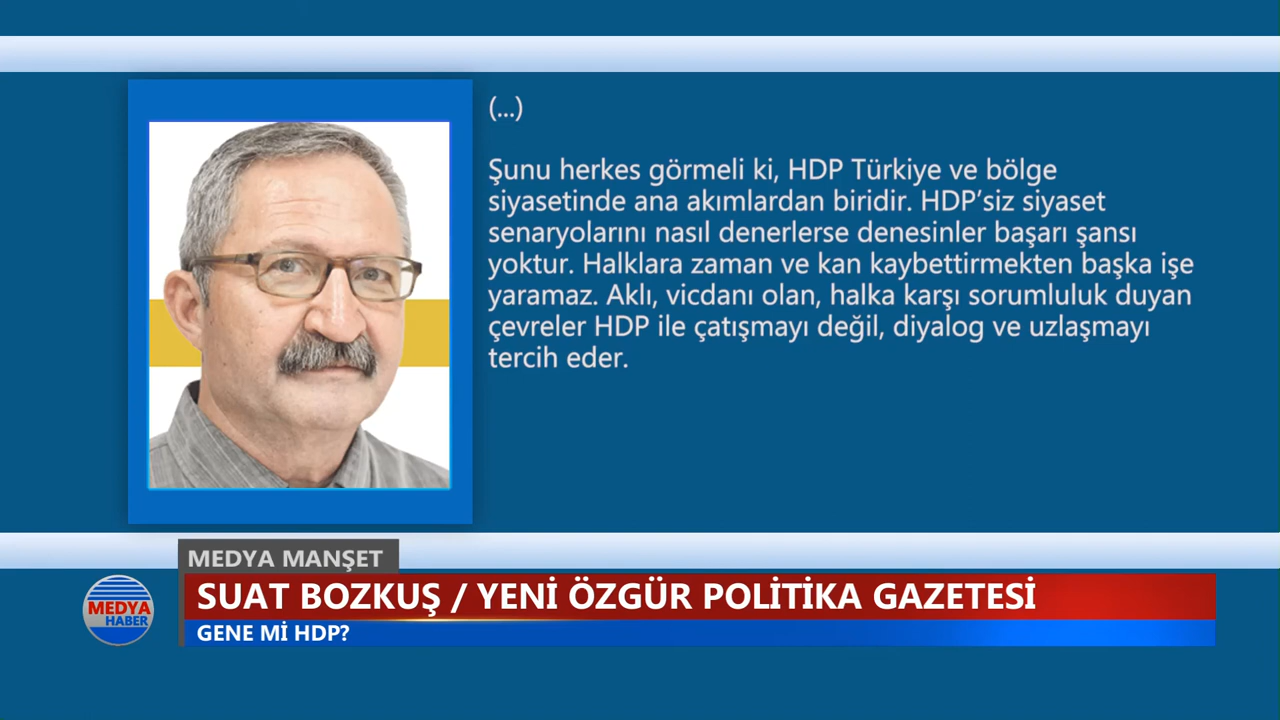 (...)
Şunu herkes görmeli ki, HDP Türkiye ve bölge
siyasetinde ana akımlardan biridir. HDP’siz siyaset
senaryolarını nasıl denerlerse denesinler başarı şansı
yoktur. Halklara zaman ve kan kaybettirmekten başka işe
yaramaz. Aklı, vicdanı olan, halka karşı sorumluluk duyan
çevreler HDP ile çatışmayı değil, diyalog ve uzlaşmayı
tercih eder.
MEDYA MANŞET
SUAT BOZKUŞ / YENİ ÖZGÜR POLİTİKA GAZETESİ
GENE Mİ HDP?
MEDYA
HABER